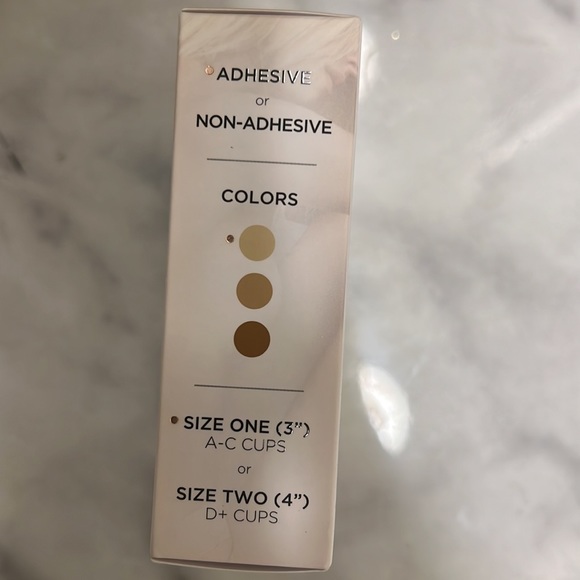 ADHESIVE
or
NON-ADHESIVE
COLORS
SIZE ONE (3”)
A-C CUPS
or
SIZE TWO (4”)
D+ CUPS